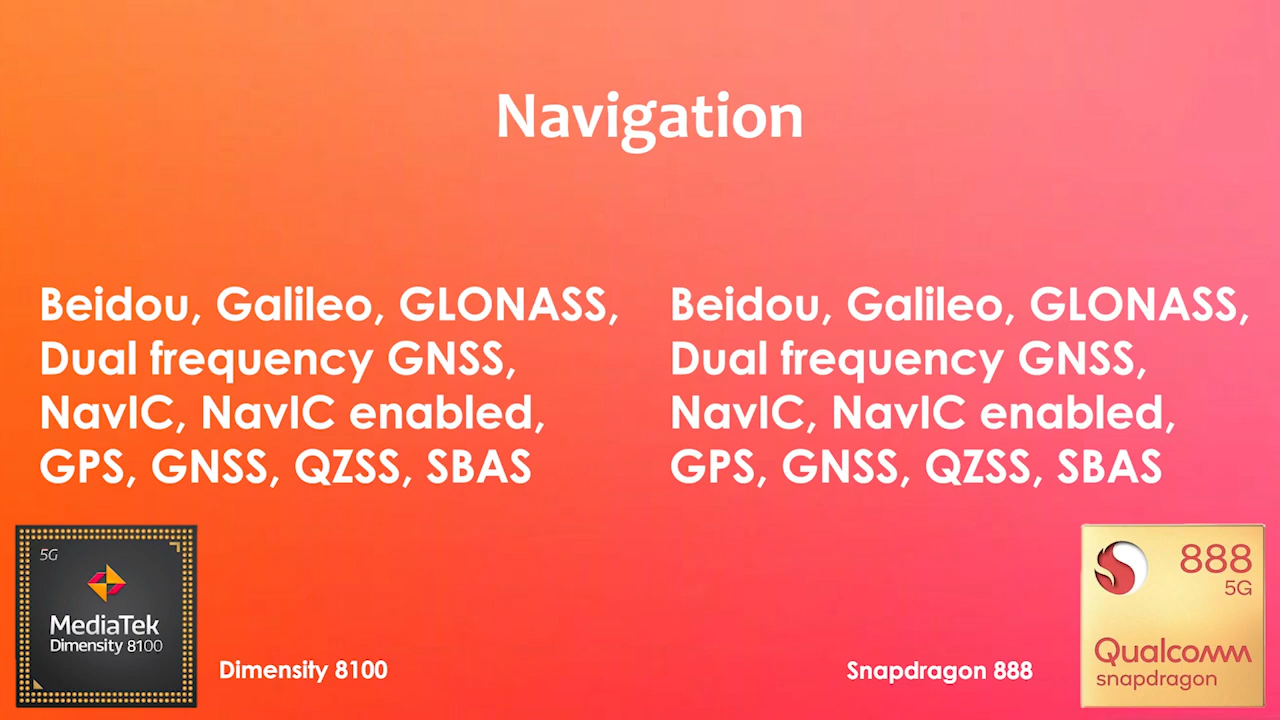 Navigation
Beidou, Galileo, GLONASS,
Dual frequency GNSS,
NavIC, NavIC enabled,
GPS, GNSS, QZSS, SBAS
Beidou, Galileo, GLONASS,
Dual frequency GNSS,
NavIC, NavIC enabled,
GPS, GNSS, QZSS, SBAS
5G
MediaTek
Dimensity 8100
Dimensity 8100
Snapdragon 888
888
5G
Qualcomm
snapdragon